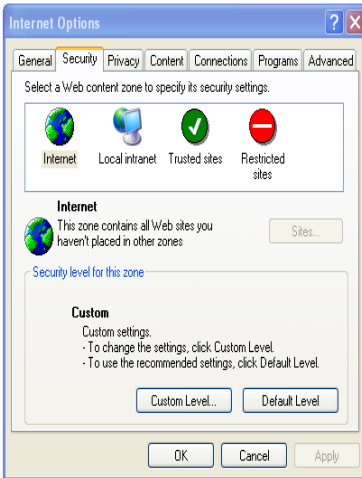 Internet Options
General Security Privacy Content Connections Programs Advanced
Select a Web content zone to specify its security settings.
Internet Local intranet Trusted sites Restricted
sites
Internet
This zone contains all Web sites you
haven't placed in other zones
Sites...
Security level for this zone
Custom
Custom settings.
- To change the settings, click Custom Level.
- To use the recommended settings, click Default Level.
Custom Level... Default Level
OK Cancel Apply